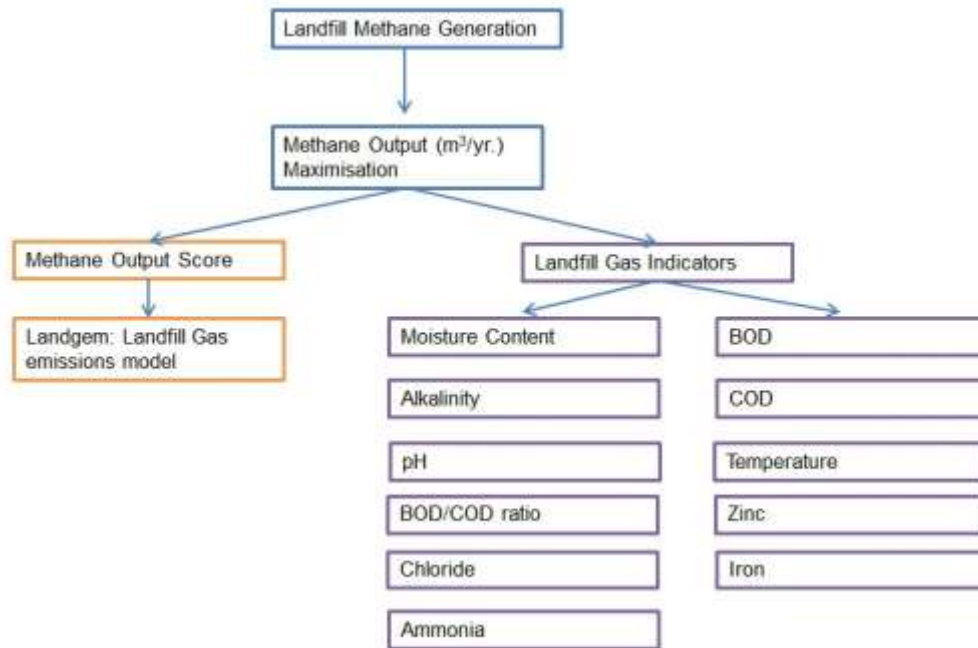 Landfill Methane Generation
Methane Output (m³/yr.)
Maximisation
Methane Output Score
Landfill Gas Indicators
Landgem: Landfill Gas
emissions model
Moisture Content
BOD
Alkalinity
COD
pH
Temperature
BOD/COD ratio
Zinc
Chloride
Iron
Ammonia